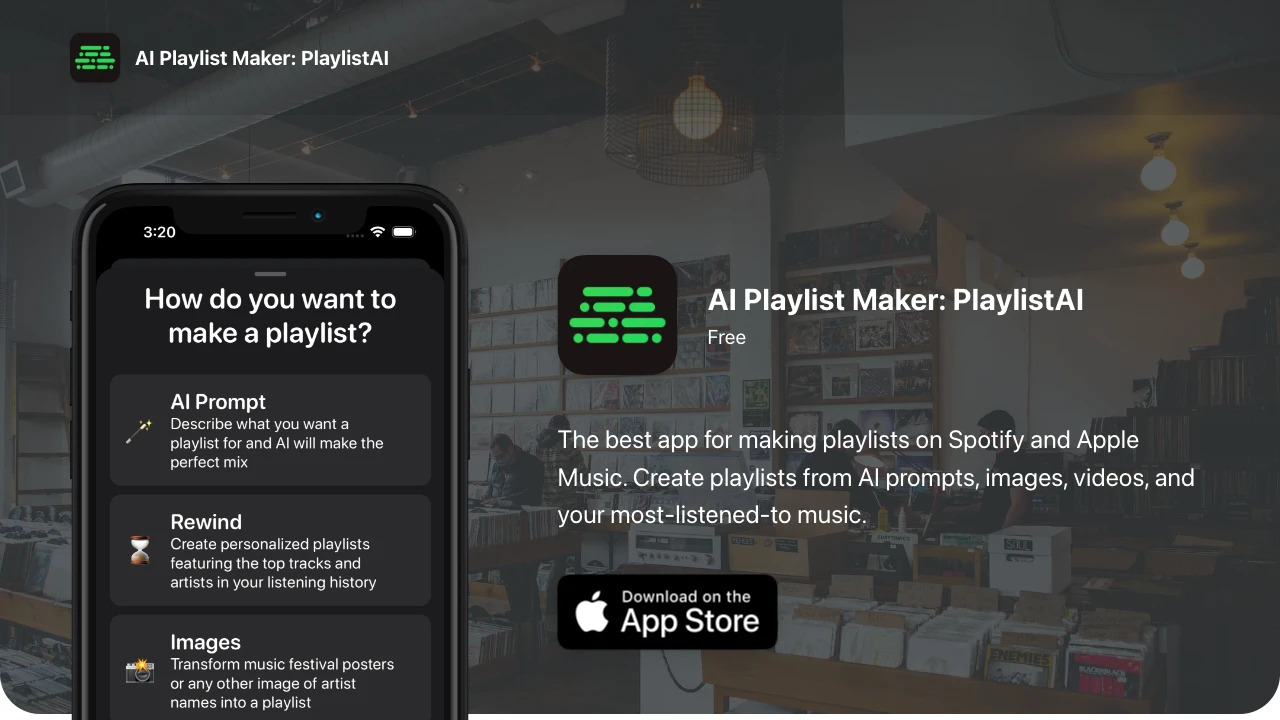 AI Playlist Maker: PlaylistAI
3:20
How do you want to
make a playlist?
AI Prompt
Describe what you want a
playlist for and AI will make the
perfect mix
Rewind
Create personalized playlists
featuring the top tracks and
artists in your listening history
Images
Transform music festival posters
or any other image of artist
names into a playlist
AI Playlist Maker: PlaylistAI
Free
The best app for making playlists on Spotify and Apple
Music. Create playlists from AI prompts, images, videos, and
your most-listened-to music.
Download on the
App Store
SOUL
ENEMIES